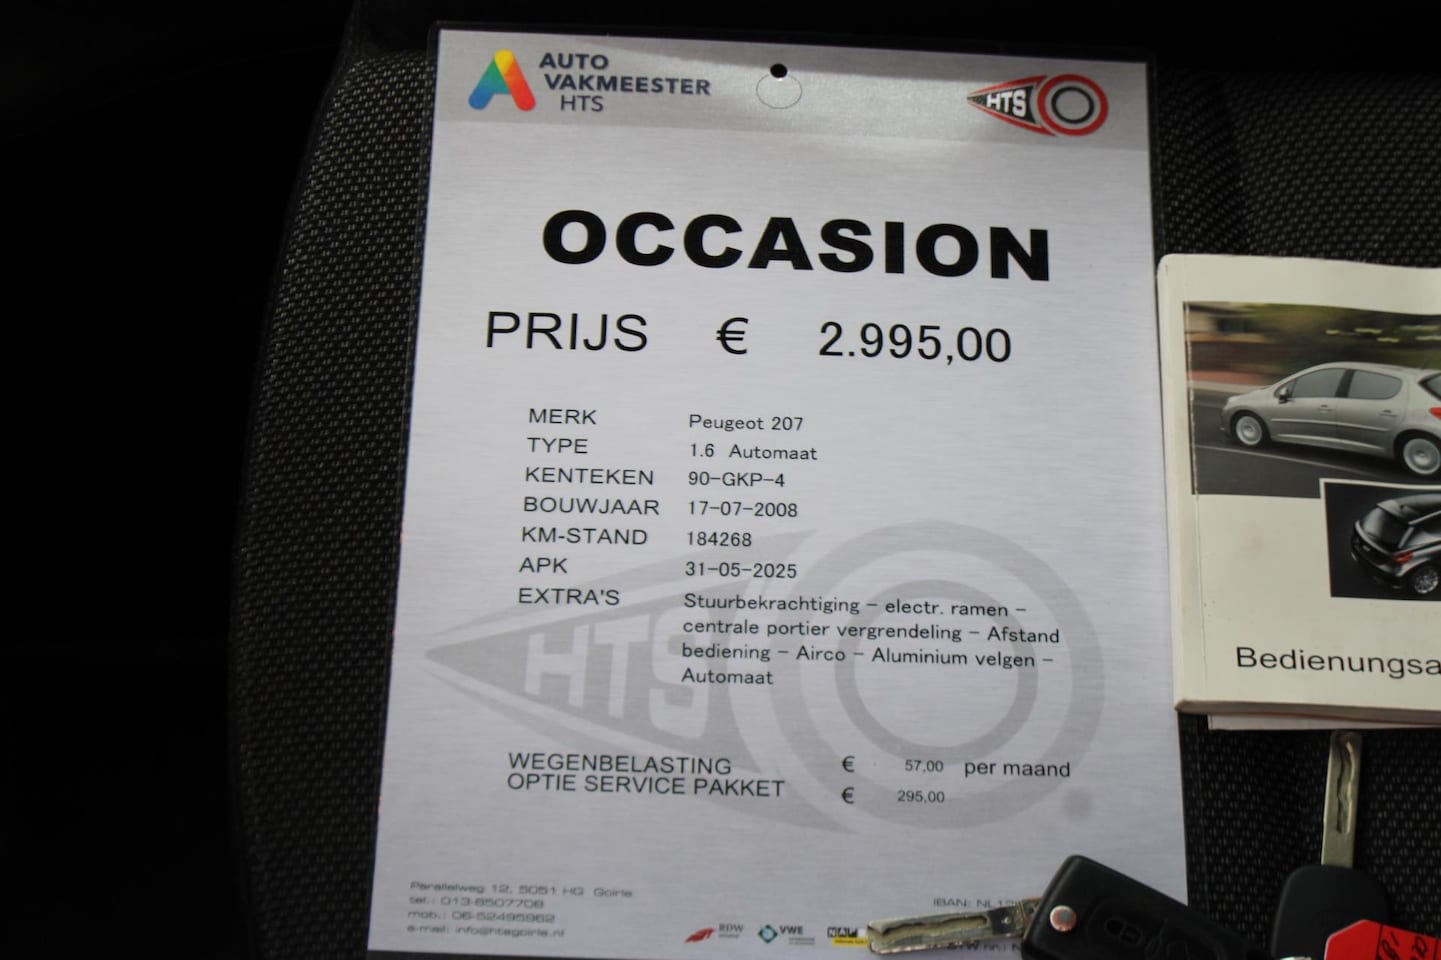 AUTO
VAKMEESTER
HTS
HTS
OCCASION
PRIJS € 2.995,00
MERK Peugeot 207
TYPE 1.6 Automaat
KENTEKEN 90-GKP-4
BOUWJAAR 17-07-2008
KM-STAND 184268
APK 31-05-2025
EXTRA'S Stuurbekrachtiging - electr. ramen -
centrale portier vergrendeling - Afstand
bediening - Airco - Aluminium velgen -
Automaat
HTS
WEGENBELASTING € 57,00 per maand
OPTIE SERVICE PAKKET € 295,00
Parallelweg 12, 5051 HG Goirle
tel.: 013-8507708
mob.: 06-52495962
e-mail: info@htsgoirle.nl
IBAN:
RDW
VWE
Bedienungsa